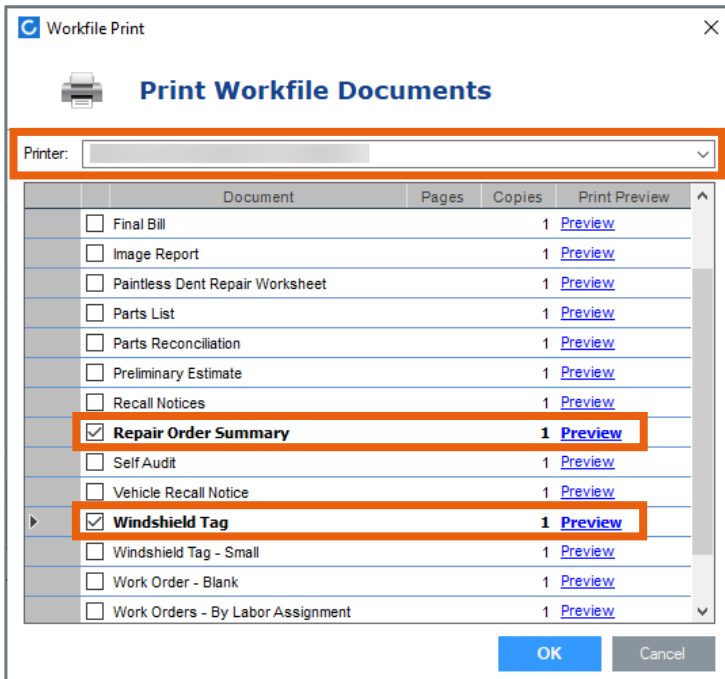 Workfile Print
Print Workfile Documents
Printer:
Document Pages Copies Print Preview
Final Bill 1 Preview
Image Report 1 Preview
Paintless Dent Repair Worksheet 1 Preview
Parts List 1 Preview
Parts Reconciliation 1 Preview
Preliminary Estimate 1 Preview
Recall Notices 1 Preview
Repair Order Summary 1 Preview
Self Audit 1 Preview
Vehicle Recall Notice 1 Preview
Windshield Tag 1 Preview
Windshield Tag - Small 1 Preview
Work Order - Blank 1 Preview
Work Orders - By Labor Assignment 1 Preview
OK Cancel